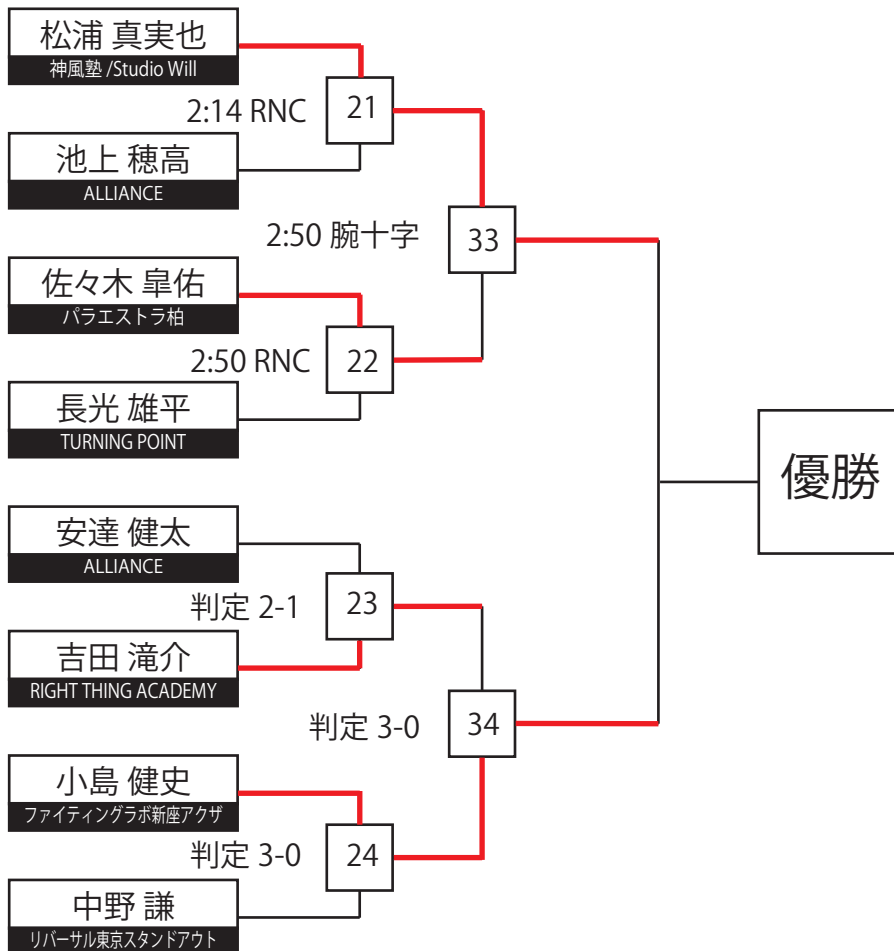 松浦 真実也
神風塾 /Studio Will
2:14 RNC
21
池上 穂高
ALLIANCE
2:50 腕十字
33
佐々木 皐佑
パラエストラ柏
2:50 RNC
22
長光 雄平
TURNING POINT
優勝
安達 健太
ALLIANCE
判定 2-1
23
吉田 滝介
RIGHT THING ACADEMY
判定 3-0
34
小島 健史
ファイティングラボ新座アクザ
判定 3-0
24
中野 謙
リバーサル東京スタンドアウト